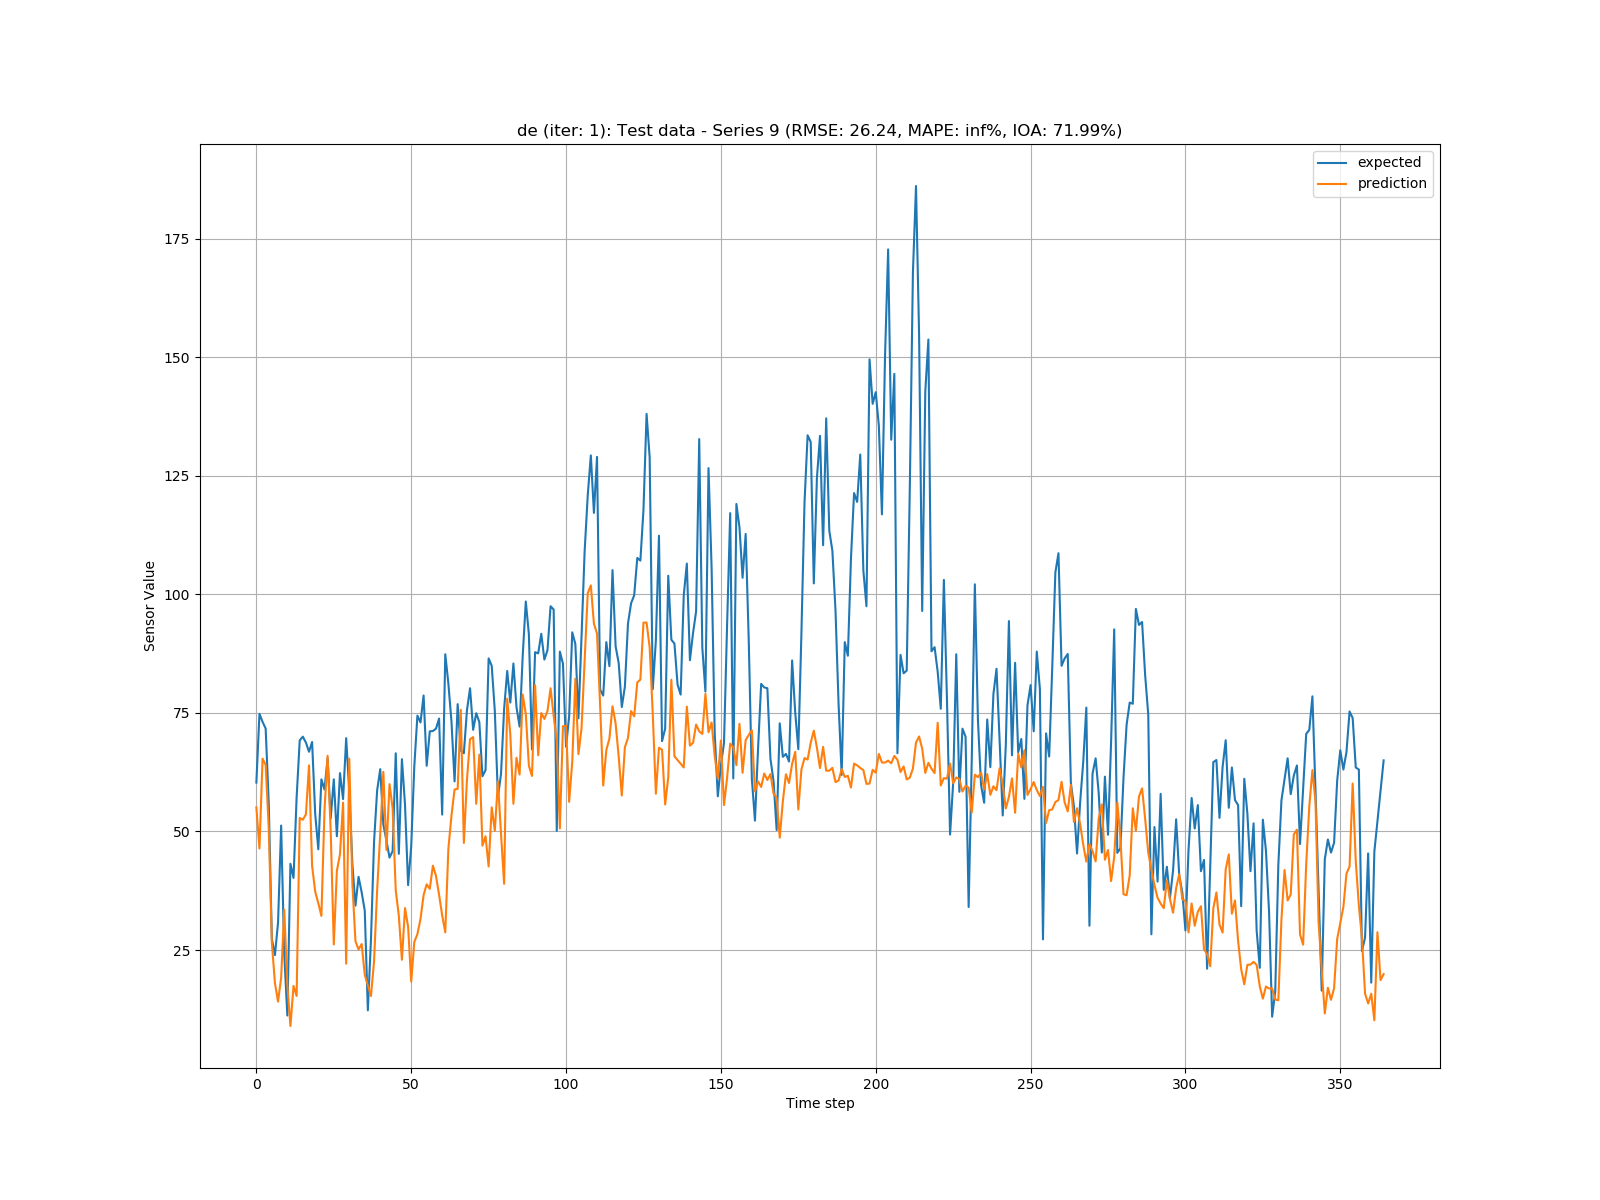 de (iter: 1): Test data - Series 9 (RMSE: 26.24, MAPE: inf%, IOA: 71.99%)
expected
prediction
175
150
125
100
75
50
25
Sensor Value
0 50 100 150 200 250 300 350
Time step